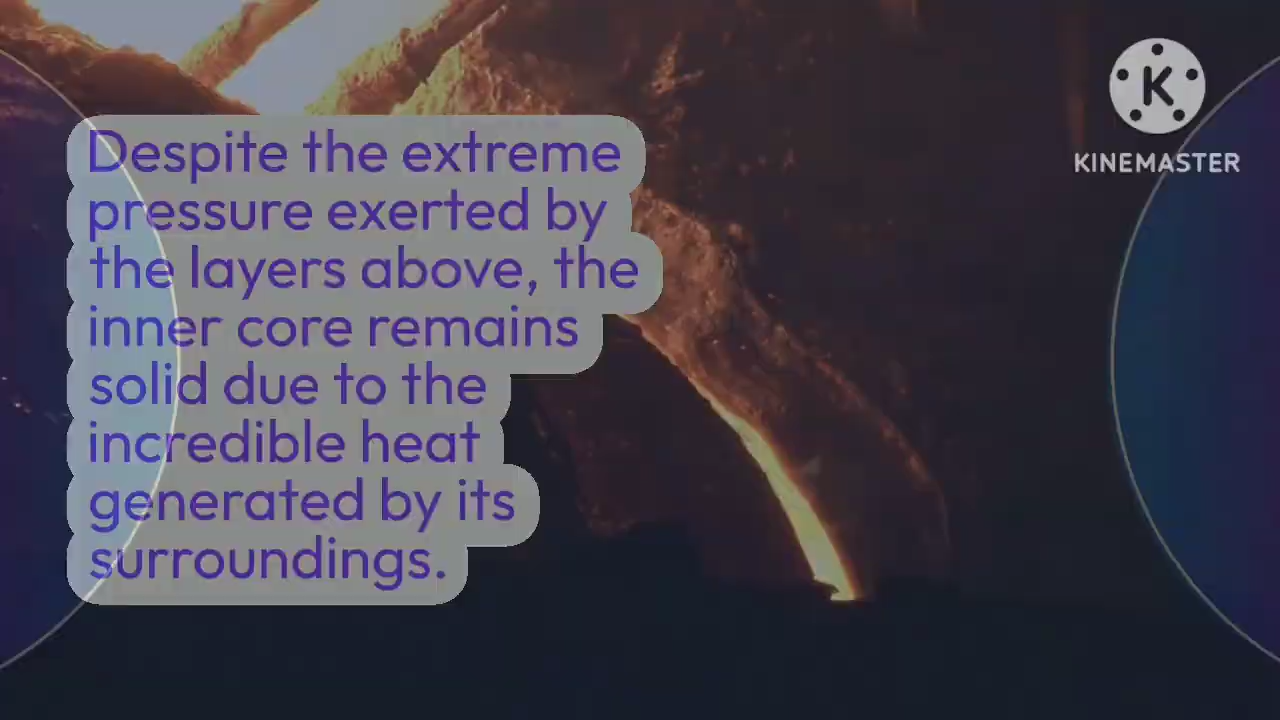 Despite the extreme
pressure exerted by
the layers above, the
inner core remains
solid due to the
incredible heat
generated by its
surroundings.
K
KINEMASTER